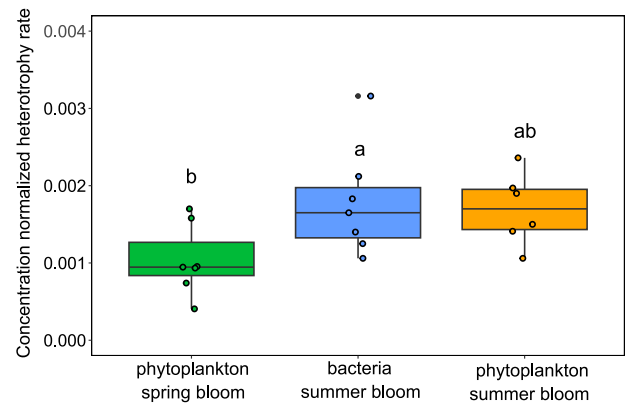 Concentration normalized heterotrophy rate
0.004
0.003
0.002
0.001
0.000
b
a
ab
phytoplankton
spring bloom
bacteria
summer bloom
phytoplankton
summer bloom